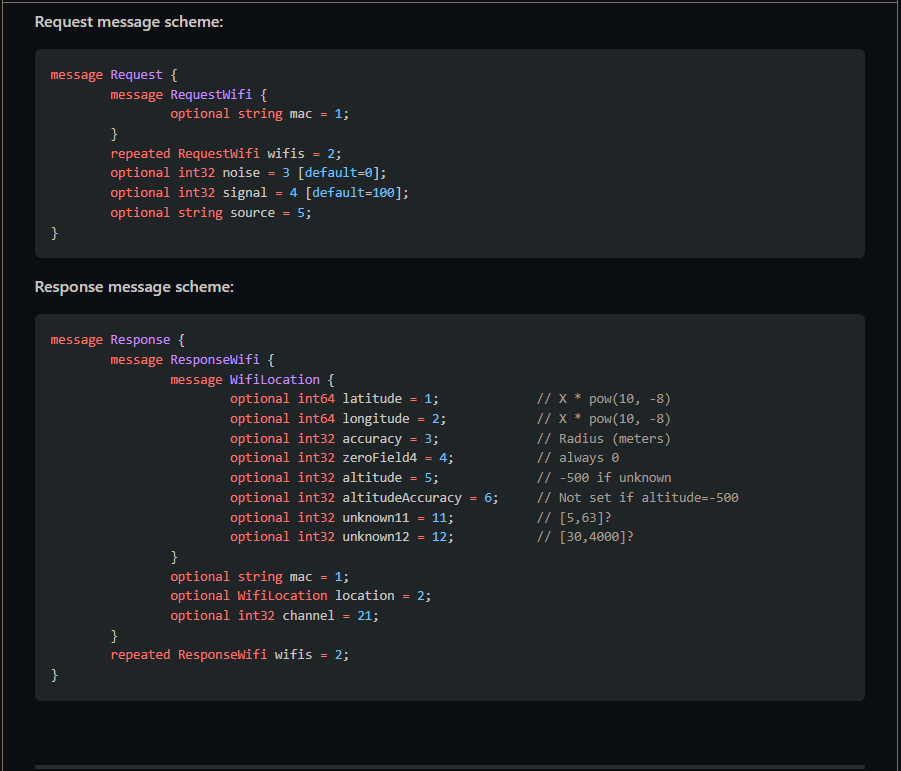 Request message scheme:
message Request {
message RequestWifi {
optional string mac = 1;
}
repeated RequestWifi wifis = 2;
optional int32 noise = 3 [default=0];
optional int32 signal = 4 [default=100];
optional string source = 5;
}
Response message scheme:
message Response {
message ResponseWifi {
message WifiLocation {
optional int64 latitude = 1; // X * pow(10, -8)
optional int64 longitude = 2; // X * pow(10, -8)
optional int32 accuracy = 3; // Radius (meters)
optional int32 zeroField4 = 4; // always 0
optional int32 altitude = 5; // -500 if unknown
optional int32 altitudeAccuracy = 6; // Not set if altitude=-500
optional int32 unknown11 = 11; // [5,63]?
optional int32 unknown12 = 12; // [30,4000]?
}
optional string mac = 1;
optional WifiLocation location = 2;
optional int32 channel = 21;
}
repeated ResponseWifi wifis = 2;
}